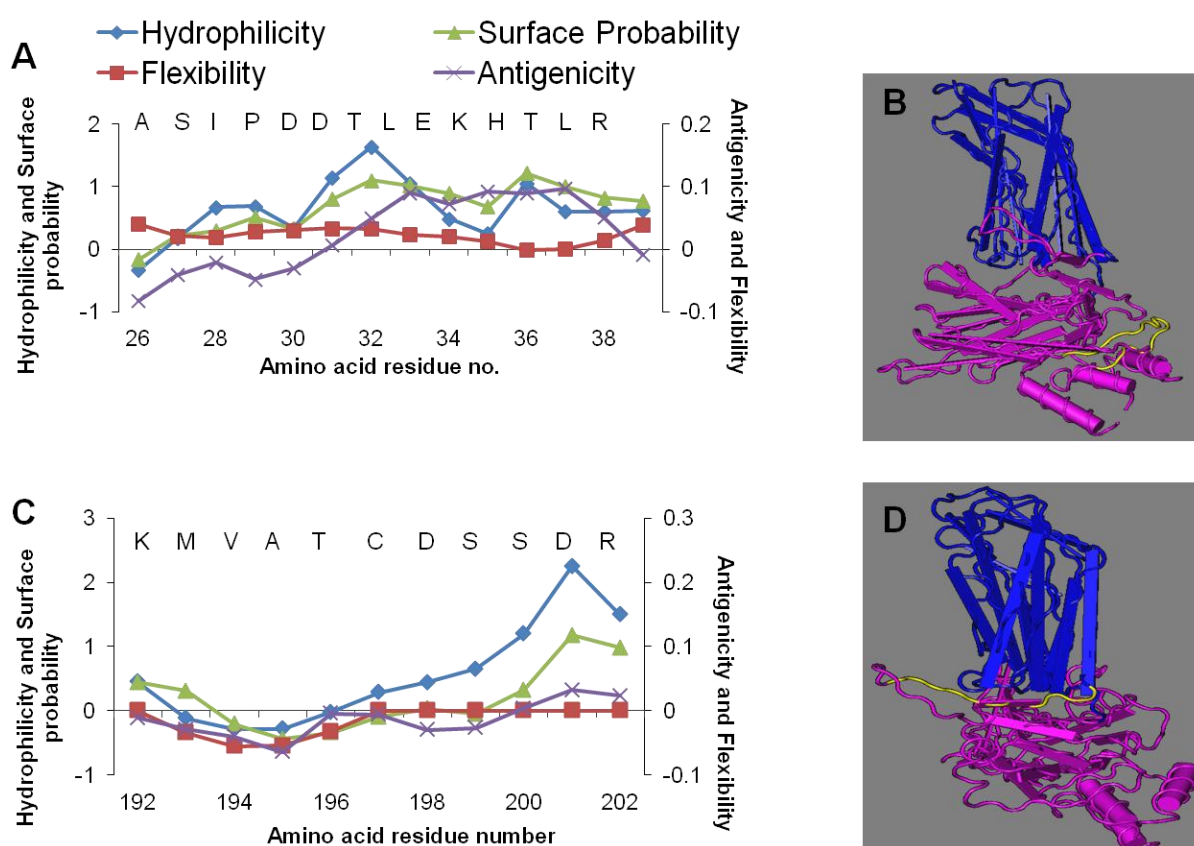 Hydrophilicity
Surface Probability
Flexibility
Antigenicity
A
Hydrophilicity and Surface
probability
2
1
0
-1
A S I P D D T L E K H T L R
0.2
0.1
0
-0.1
Antigenicity and Flexibility
26 28 30 32 34 36 38
Amino acid residue no.
B
C
Hydrophilicity and Surface
probability
3
2
1
0
-1
K M V A T C D S S D R
0.3
0.2
0.1
0
-0.1
Antigenicity and Flexibility
192 194 196 198 200 202
Amino acid residue number
D